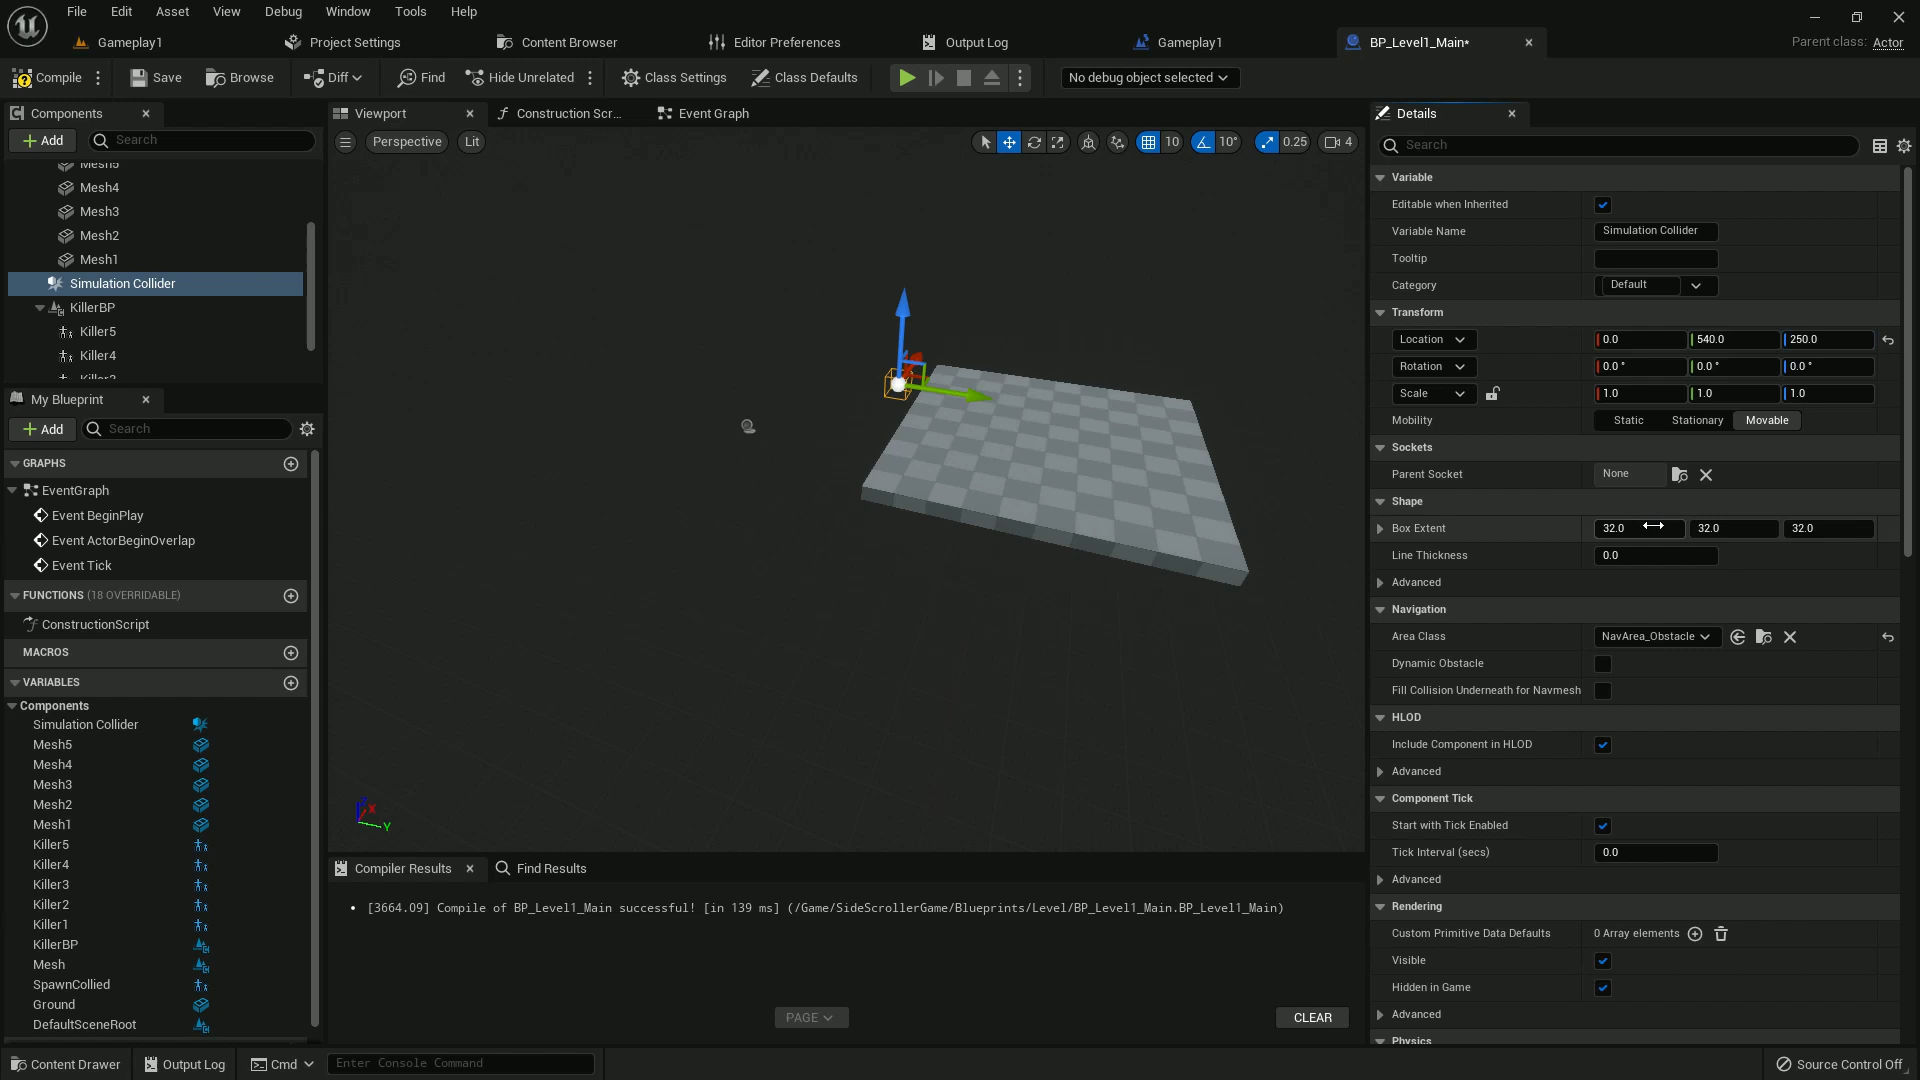 File Edit Asset View Debug Window Tools Help
Gameplay1 Project Settings Content Browser Editor Preferences Output Log Gameplay1 BP_Level1_Main* Parent class: Actor
Compile Save Browse Diff Find Hide Unrelated Class Settings Class Defaults No debug object selected
Components
Add Search
Mesh5
Mesh4
Mesh3
Mesh2
Mesh1
Simulation Collider
KillerBP
Killer5
Killer4
My Blueprint
Add Search
GRAPHS
EventGraph
Event BeginPlay
Event ActorBeginOverlap
Event Tick
FUNCTIONS (18 OVERRIDABLE)
ConstructionScript
MACROS
VARIABLES
Components
Simulation Collider
Mesh5
Mesh4
Mesh3
Mesh2
Mesh1
Killer5
Killer4
Killer3
Killer2
Killer1
KillerBP
Mesh
SpawnCollied
Ground
DefaultSceneRoot
Viewport Construction Scr... Event Graph
Perspective Lit 10 10° 0.25 4
X
Y
Compiler Results Find Results
• [3664.09] Compile of BP_Level1_Main successful! [in 139 ms] (/Game/SideScrollerGame/Blueprints/Level/BP_Level1_Main.BP_Level1_Main)
PAGE CLEAR
Details
Search
Variable
Editable when Inherited
Variable Name Simulation Collider
Tooltip
Category Default
Transform
Location 0.0 540.0 250.0
Rotation 0.0 ° 0.0 ° 0.0 °
Scale 1.0 1.0 1.0
Mobility Static Stationary Movable
Sockets
Parent Socket None
Shape
Box Extent 32.0 32.0 32.0
Line Thickness 0.0
Advanced
Navigation
Area Class NavArea_Obstacle
Dynamic Obstacle
Fill Collision Underneath for Navmesh
HLOD
Include Component in HLOD
Advanced
Component Tick
Start with Tick Enabled
Tick Interval (secs) 0.0
Advanced
Rendering
Custom Primitive Data Defaults 0 Array elements
Visible
Hidden in Game
Advanced
Physics
Content Drawer Output Log Cmd Enter Console Command Source Control Off